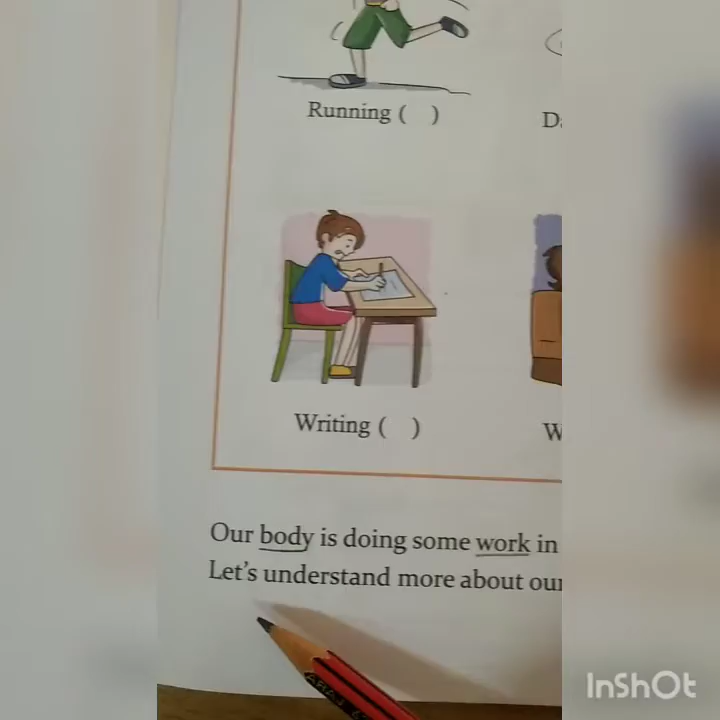 Running ( )
Writing ( )
Our body is doing some work in
Let's understand more about our
InShOt